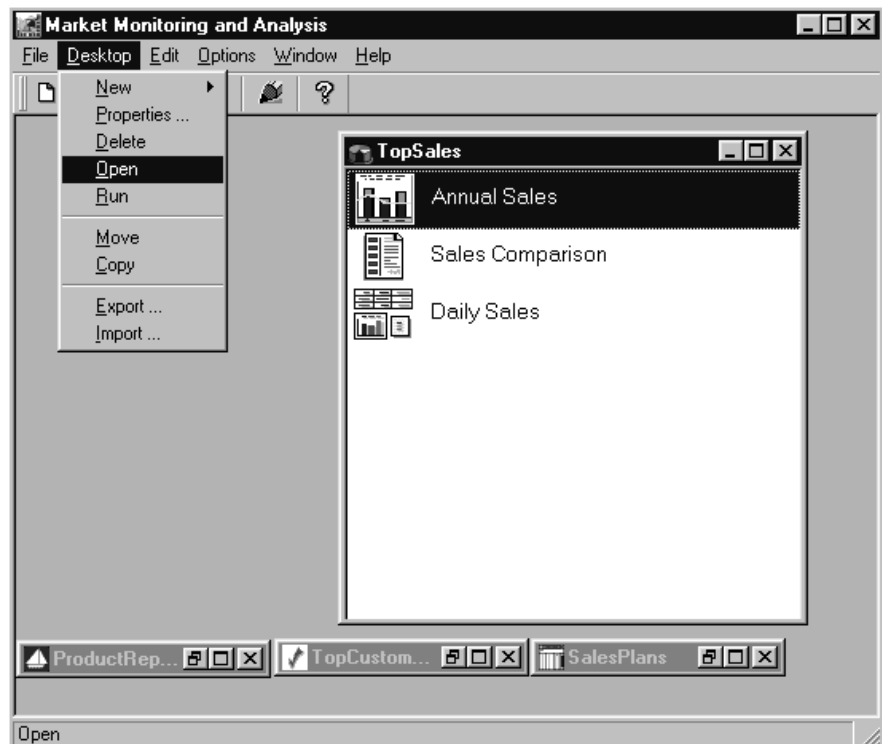 Market Monitoring and Analysis
File Desktop Edit Options Window Help
New
Properties ...
Delete
Open
Run
Move
Copy
Export ...
Import ...
TopSales
Annual Sales
Sales Comparison
Daily Sales
ProductRep... TopCustom... SalesPlans
Open